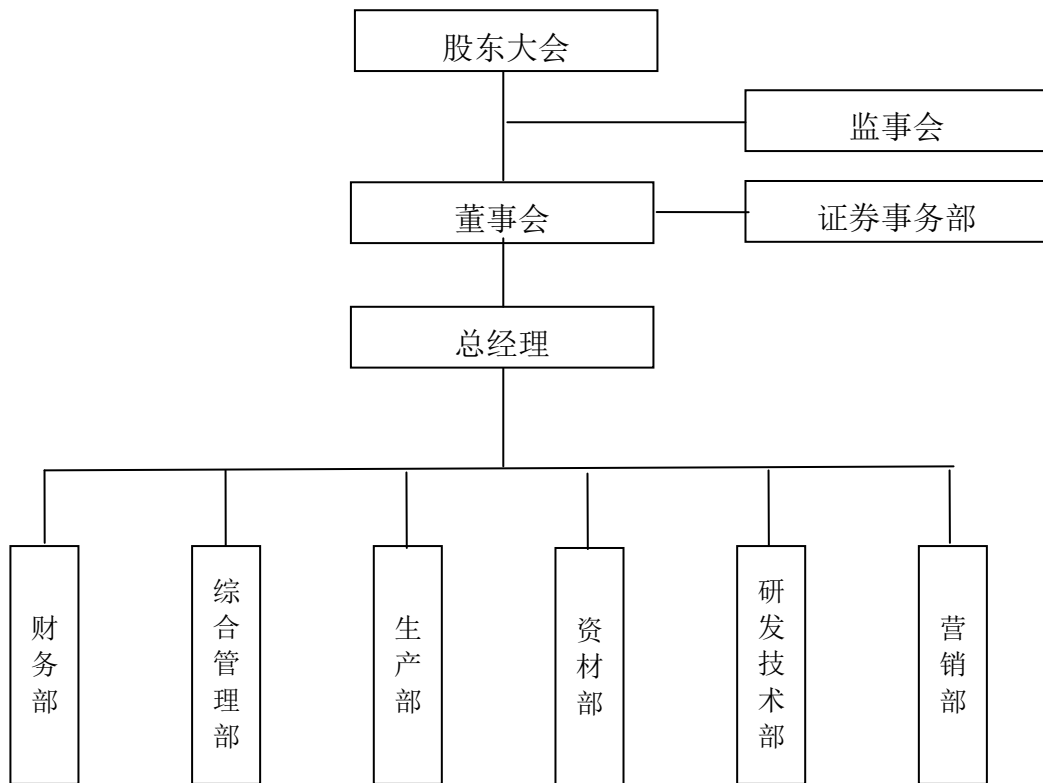 股东大会
监事会
董事会
证券事务部
总经理
财务部
综合管理部
生产部
资材部
研发技术部
营销部